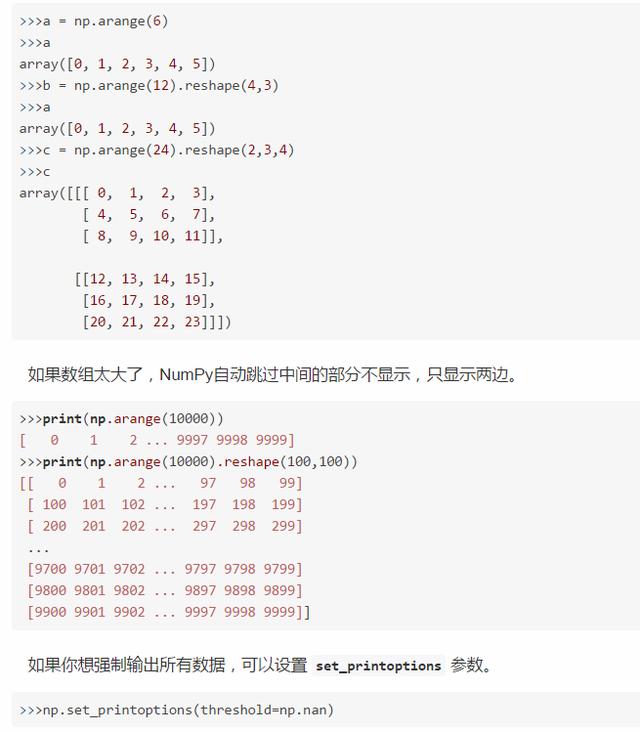 >>>a = np.arange(6)
>>>a
array([0, 1, 2, 3, 4, 5])
>>>b = np.arange(12).reshape(4,3)
>>>a
array([0, 1, 2, 3, 4, 5])
>>>c = np.arange(24).reshape(2,3,4)
>>>c
array([[[ 0,  1,  2,  3],
        [ 4,  5,  6,  7],
        [ 8,  9, 10, 11]],
       [[12, 13, 14, 15],
        [16, 17, 18, 19],
        [20, 21, 22, 23]]])
如果数组太大了，NumPy自动跳过中间的部分不显示，只显示两边。
>>>print(np.arange(10000))
[   0    1    2 ... 9997 9998 9999]
>>>print(np.arange(10000).reshape(100,100))
[[   0    1    2 ...   97   98   99]
 [ 100  101  102 ...  197  198  199]
 [ 200  201  202 ...  297  298  299]
 ...
 [9700 9701 9702 ... 9797 9798 9799]
 [9800 9801 9802 ... 9897 9898 9899]
 [9900 9901 9902 ... 9997 9998 9999]]
如果你想强制输出所有数据，可以设置 set_printoptions 参数。
>>>np.set_printoptions(threshold=np.nan)